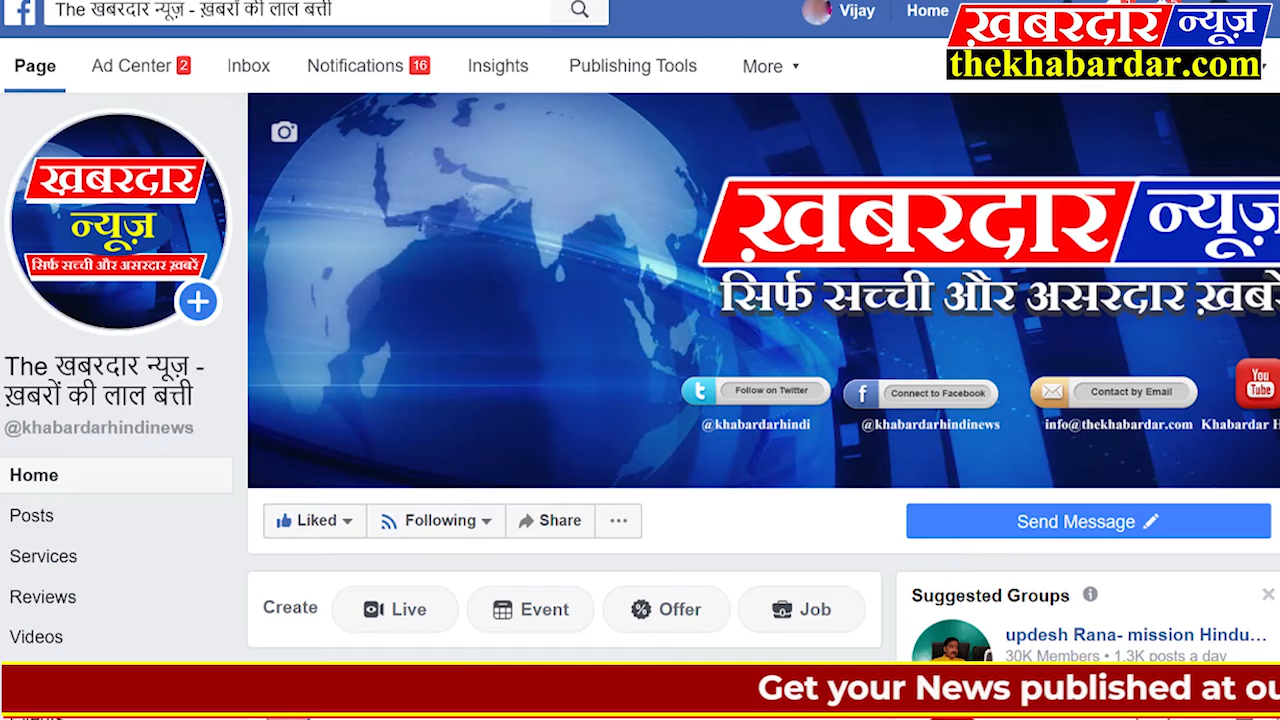 The खबरदार न्यूज़ - ख़बरों की लाल बत्ती
Vijay
Home
ख़बरदार न्यूज़
thekhabardar.com
Page
Ad Center 2
Inbox
Notifications 16
Insights
Publishing Tools
More
ख़बरदार
न्यूज़
सिर्फ सच्ची और असरदार ख़बरें
ख़बरदार न्यूज़
सिर्फ सच्ची और असरदार ख़बरें
Follow on Twitter
Connect to Facebook
Contact by Email
You
Tube
@khabardarhindi
@khabardarhindinews
info@thekhabardar.com
Khabardar H
The खबरदार न्यूज़ -
ख़बरों की लाल बत्ती
@khabardarhindinews
Home
Posts
Services
Reviews
Videos
Liked
Following
Share
Send Message
Create
Live
Event
Offer
Job
Suggested Groups
updesh Rana- mission Hindu...
30K Members • 1.3K posts a day
Get your News published at ou